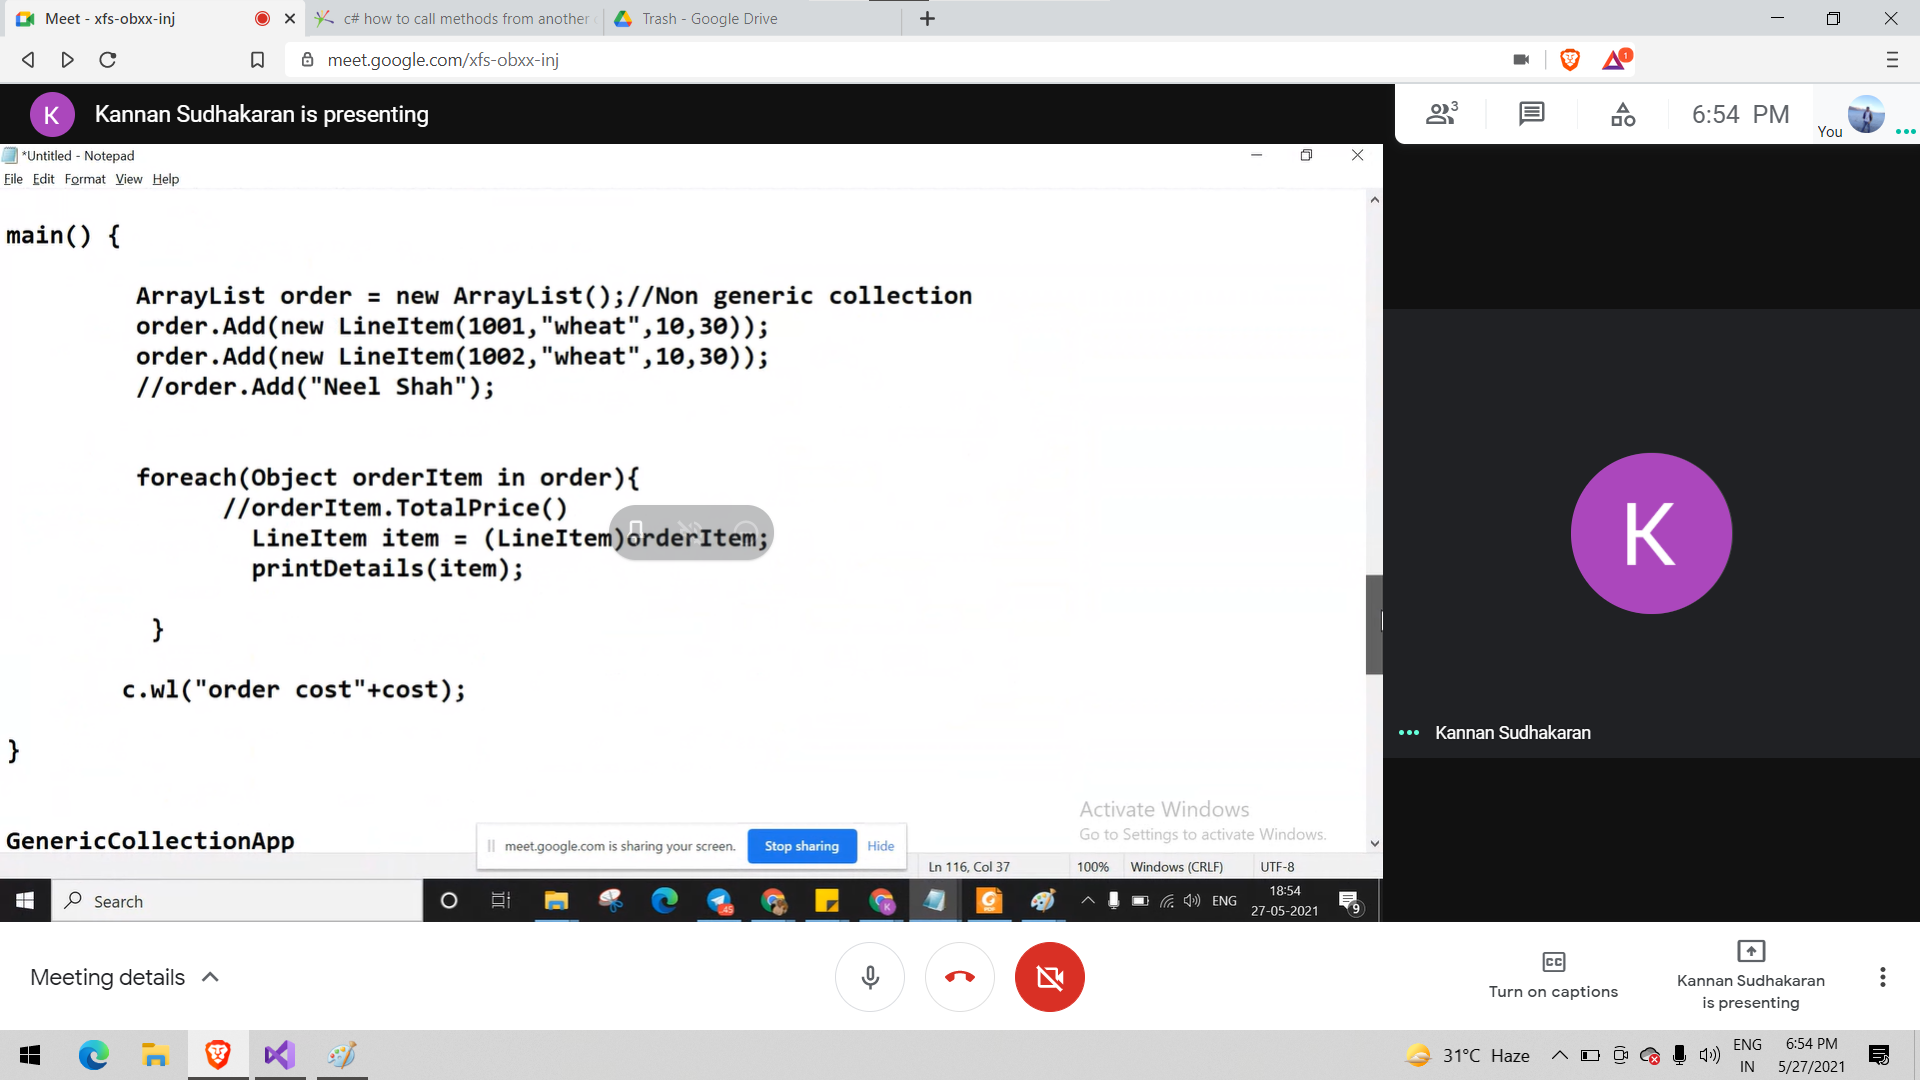 Meet - xfs-obxx-inj
c# how to call methods from another
Trash - Google Drive
meet.google.com/xfs-obxx-inj
1
K
Kannan Sudhakaran is presenting
3
6:54 PM
You
*Untitled - Notepad
File Edit Format View Help
main() {
ArrayList order = new ArrayList();//Non generic collection
order.Add(new LineItem(1001,"wheat",10,30));
order.Add(new LineItem(1002,"wheat",10,30));
//order.Add("Neel Shah");
foreach(Object orderItem in order){
//orderItem.TotalPrice()
LineItem item = (LineItem)orderItem;
printDetails(item);
}
c.wl("order cost"+cost);
}
GenericCollectionApp
K
Kannan Sudhakaran
Activate Windows
Go to Settings to activate Windows.
meet.google.com is sharing your screen.
Stop sharing
Hide
Ln 116, Col 37
100%
Windows (CRLF)
UTF-8
Search
ENG
18:54
27-05-2021
9
Meeting details
Turn on captions
Kannan Sudhakaran
is presenting
31°C Haze
ENG
IN
6:54 PM
5/27/2021